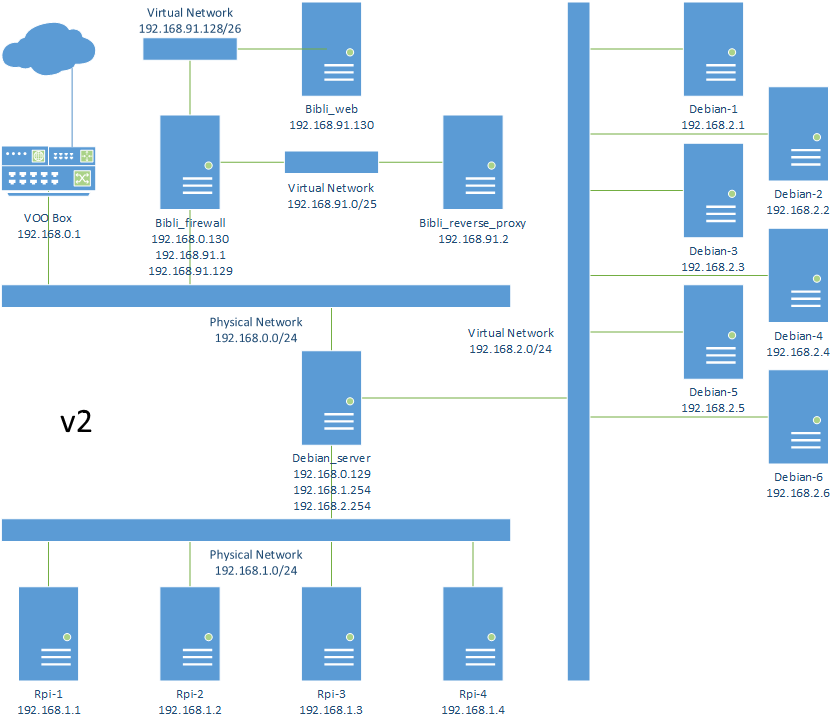 Virtual Network
192.168.91.128/26
Bibli_web
192.168.91.130
VOO Box
192.168.0.1
Bibli_firewall
192.168.0.130
192.168.91.1
192.168.91.129
Virtual Network
192.168.91.0/25
Bibli_reverse_proxy
192.168.91.2
Physical Network
192.168.0.0/24
Virtual Network
192.168.2.0/24
Debian-1
192.168.2.1
Debian-2
192.168.2.2
Debian-3
192.168.2.3
Debian-4
192.168.2.4
Debian-5
192.168.2.5
Debian-6
192.168.2.6
v2
Debian_server
192.168.0.129
192.168.1.254
192.168.2.254
Physical Network
192.168.1.0/24
Rpi-1
192.168.1.1
Rpi-2
192.168.1.2
Rpi-3
192.168.1.3
Rpi-4
192.168.1.4